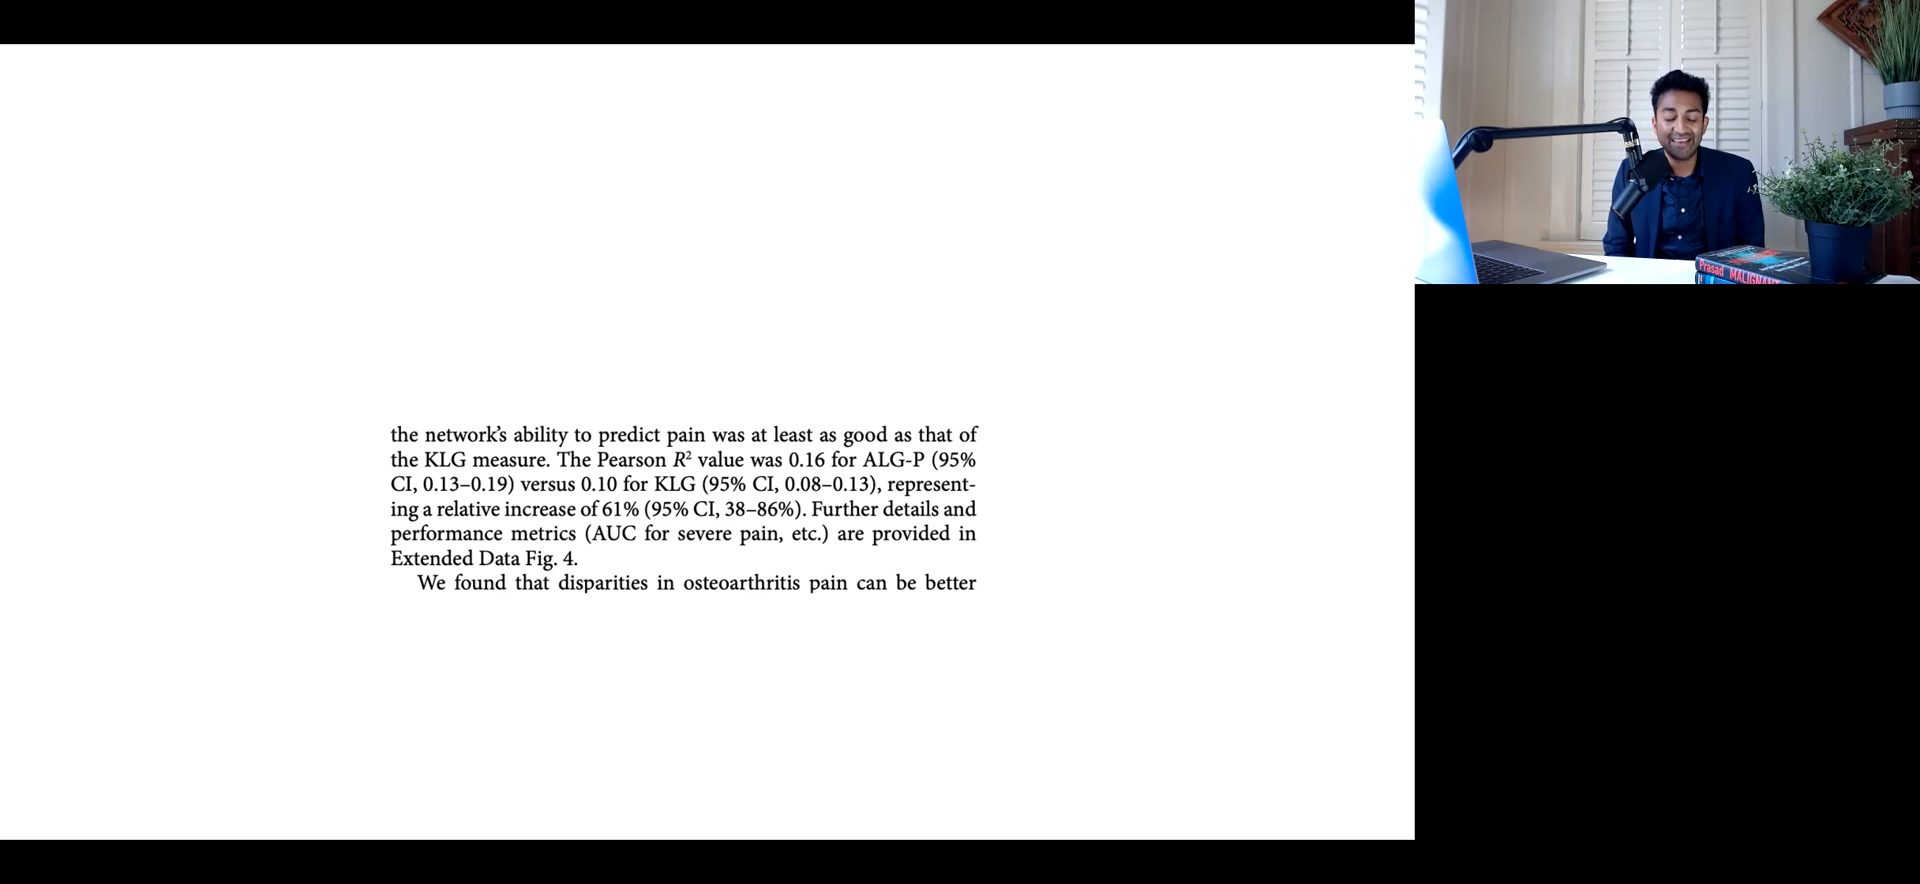 the network’s ability to predict pain was at least as good as that of
the KLG measure. The Pearson R² value was 0.16 for ALG-P (95%
CI, 0.13–0.19) versus 0.10 for KLG (95% CI, 0.08–0.13), represent-
ing a relative increase of 61% (95% CI, 38–86%). Further details and
performance metrics (AUC for severe pain, etc.) are provided in
Extended Data Fig. 4.
We found that disparities in osteoarthritis pain can be better
Prasad MALIGNANT